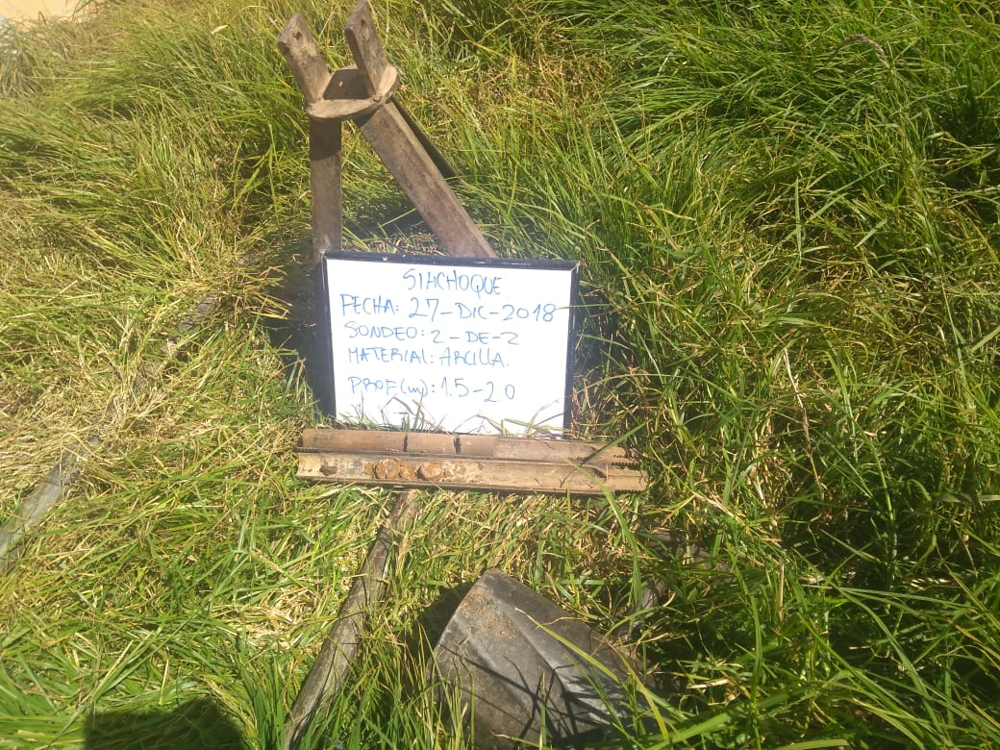 SIACHOQUE
FECHA: 27-DIC-2018
SONDEO: 2-DE-2
MATERIAL: ARCILLA.
PROF(m): 1.5-2.0